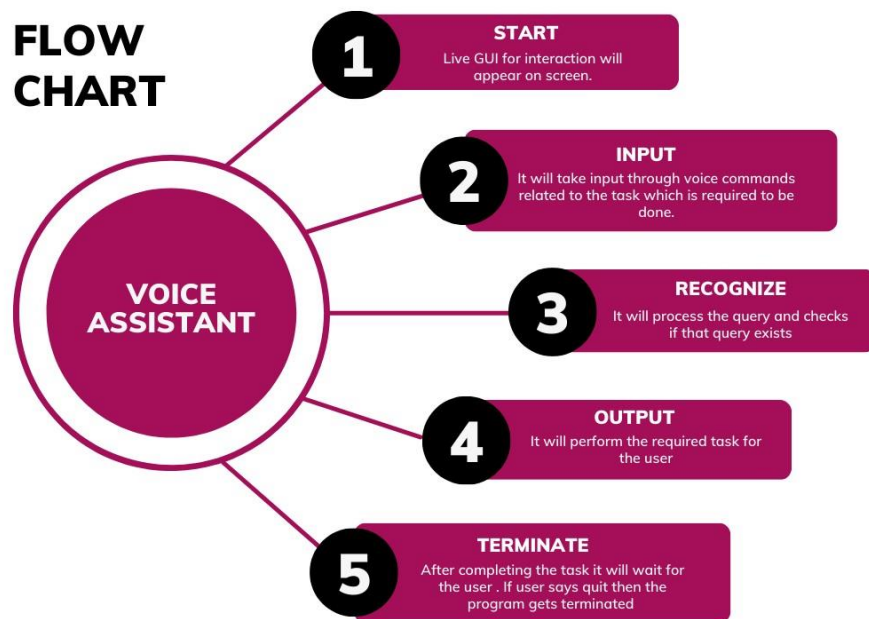 FLOW
CHART
VOICE
ASSISTANT
1
START
Live GUI for interaction will
appear on screen.
2
INPUT
It will take input through voice commands
related to the task which is required to be
done.
3
RECOGNIZE
It will process the query and checks
if that query exists
4
OUTPUT
It will perform the required task for
the user
5
TERMINATE
After completing the task it will wait for
the user . If user says quit then the
program gets terminated